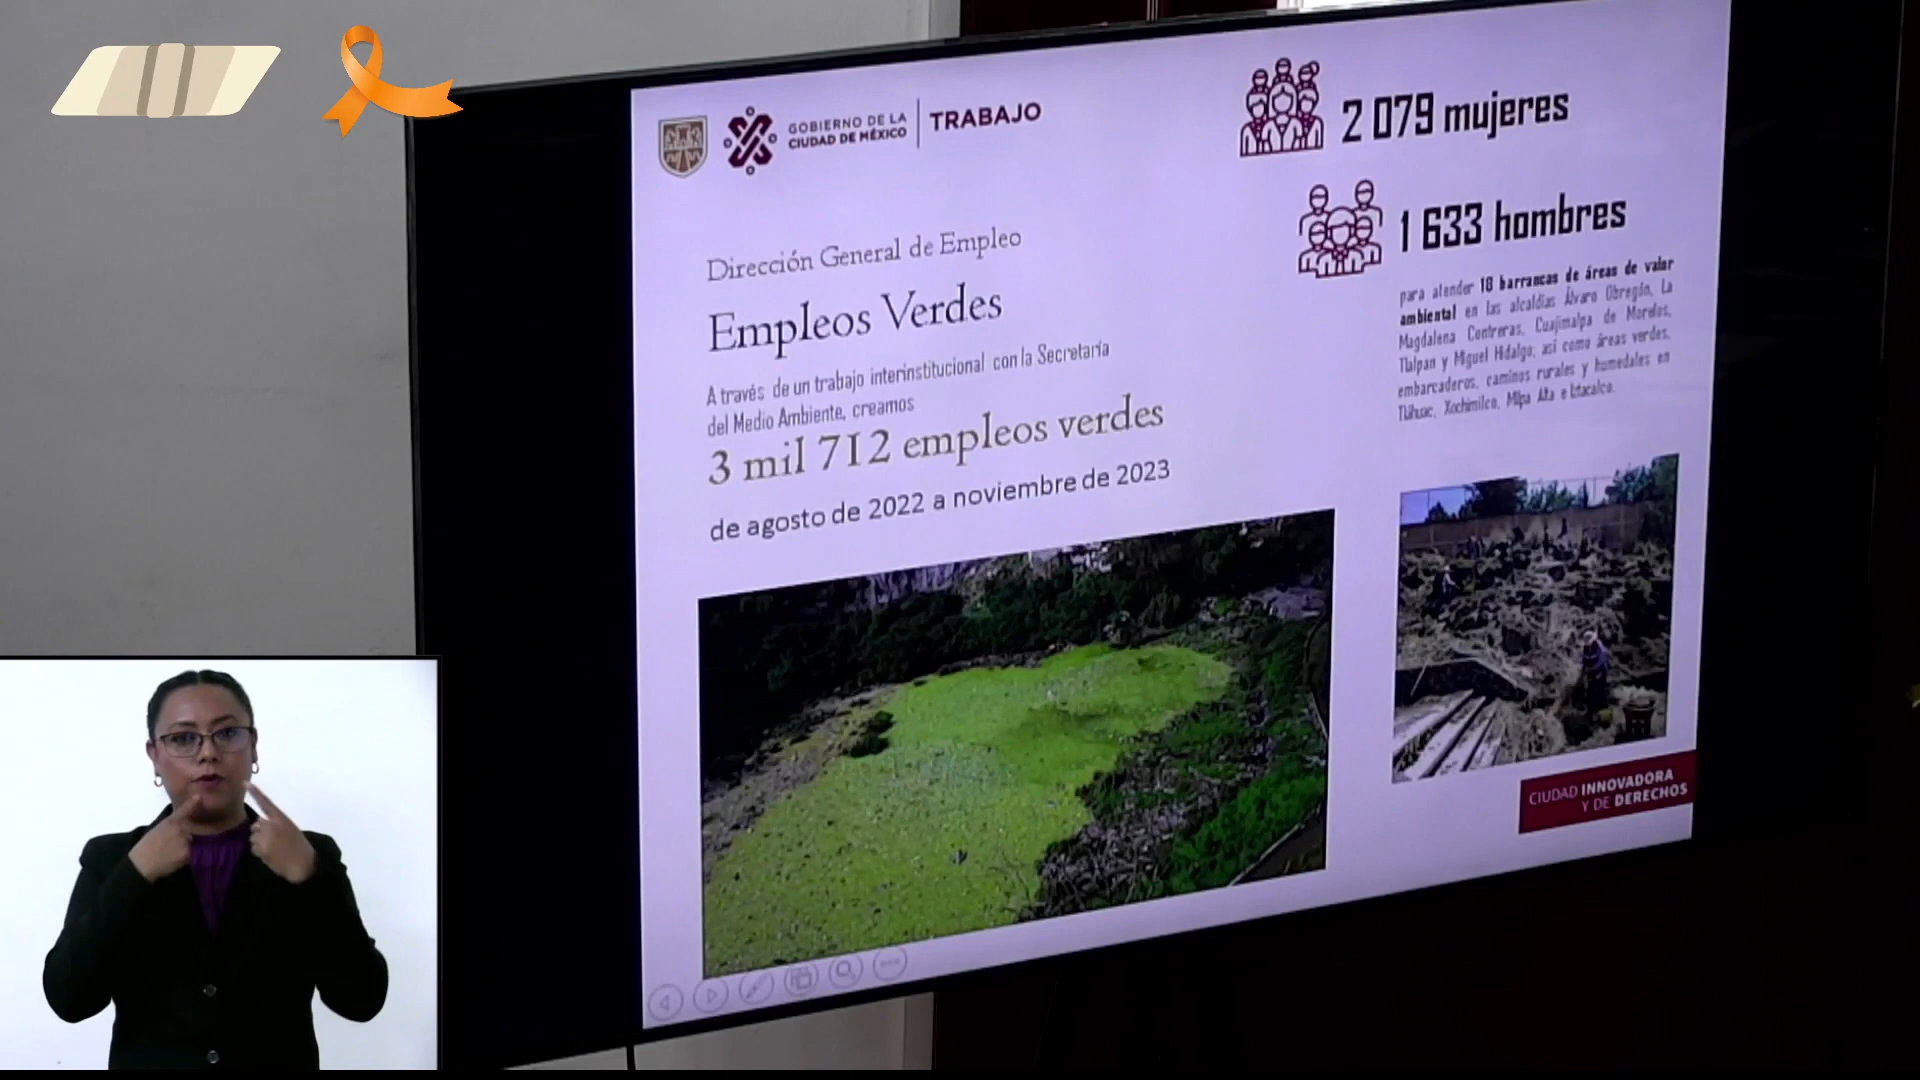 GOBIERNO DE LA
CIUDAD DE MÉXICO
TRABAJO
2 079 mujeres
1 633 hombres
Dirección General de Empleo
Empleos Verdes
A través de un trabajo interinstitucional con la Secretaría
del Medio Ambiente, creamos
3 mil 712 empleos verdes
de agosto de 2022 a noviembre de 2023
para atender 18 barrancas de áreas de valor
ambiental en las alcaldías Álvaro Obregón, La
Magdalena Contreras, Cuajimalpa de Morelos,
Tlalpan y Miguel Hidalgo; así como áreas verdes,
embarcaderos, caminos rurales y humedales en
Tláhuac, Xochimilco, Milpa Alta e Iztacalco.
CIUDAD INNOVADORA
Y DE DERECHOS